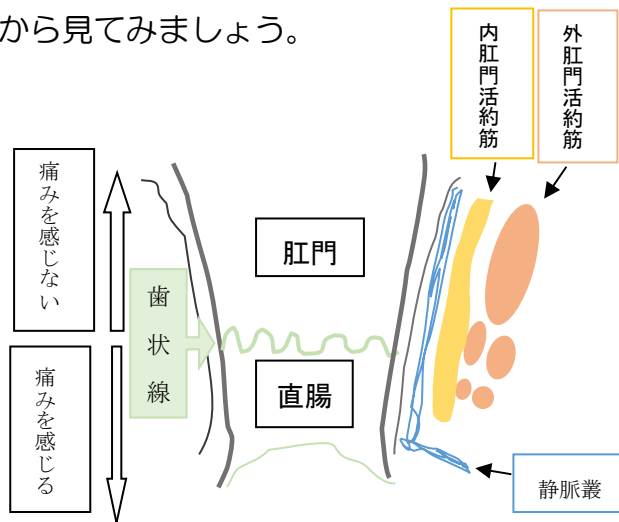 から見てみましょう。
内肛門活約筋
外肛門活約筋
痛みを感じない
肛門
歯状線
直腸
痛みを感じる
静脈叢